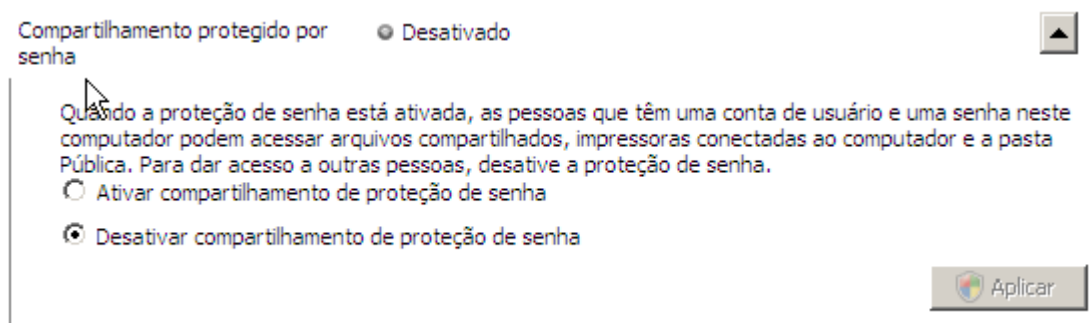 Compartilhamento protegido por senha
Desativado
Quando a proteção de senha está ativada, as pessoas que têm uma conta de usuário e uma senha neste
computador podem acessar arquivos compartilhados, impressoras conectadas ao computador e a pasta
Pública. Para dar acesso a outras pessoas, desative a proteção de senha.
Ativar compartilhamento de proteção de senha
Desativar compartilhamento de proteção de senha
Aplicar